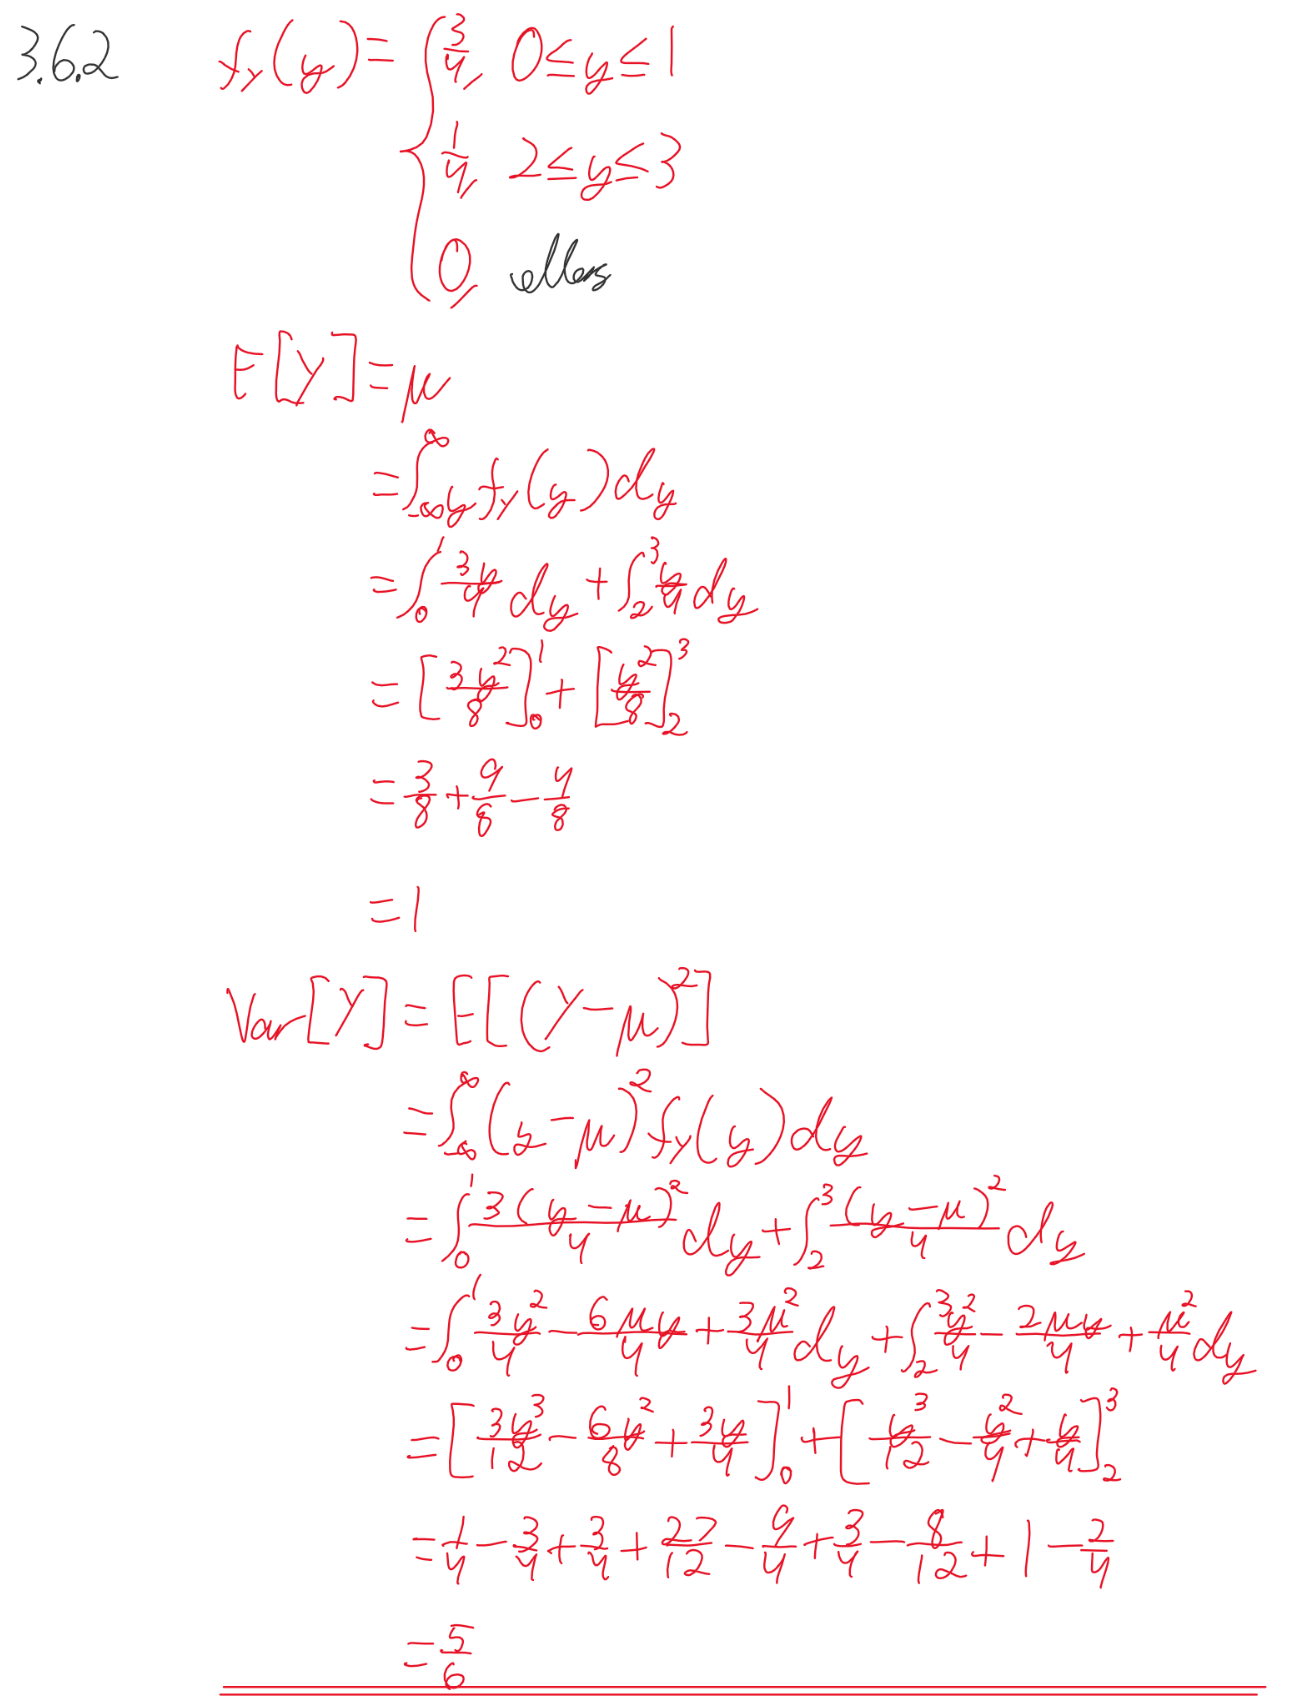 3.6.2 f_Y(y) = { 3/4, 0 ≤ y ≤ 1
1/4, 2 ≤ y ≤ 3
0, ellers
E[Y] = μ
= ∫_{-∞}^{∞} y f_Y(y) dy
= ∫_0^1 3y/4 dy + ∫_2^3 y/4 dy
= [3y²/8]_0^1 + [y²/8]_2^3
= 3/8 + 9/8 - 4/8
= 1
Var[Y] = E[(Y-μ)²]
= ∫_{-∞}^{∞} (y-μ)² f_Y(y) dy
= ∫_0^1 3(y-μ)²/4 dy + ∫_2^3 (y-μ)²/4 dy
= ∫_0^1 3y²/4 - 6μy/4 + 3μ²/4 dy + ∫_2^3 y²/4 - 2μy/4 + μ²/4 dy
= [3y³/12 - 6y²/8 + 3y/4]_0^1 + [y³/12 - y²/4 + y/4]_2^3
= 1/4 - 3/4 + 3/4 + 27/12 - 9/4 + 3/4 - 8/12 + 1 - 2/4
= 5/6